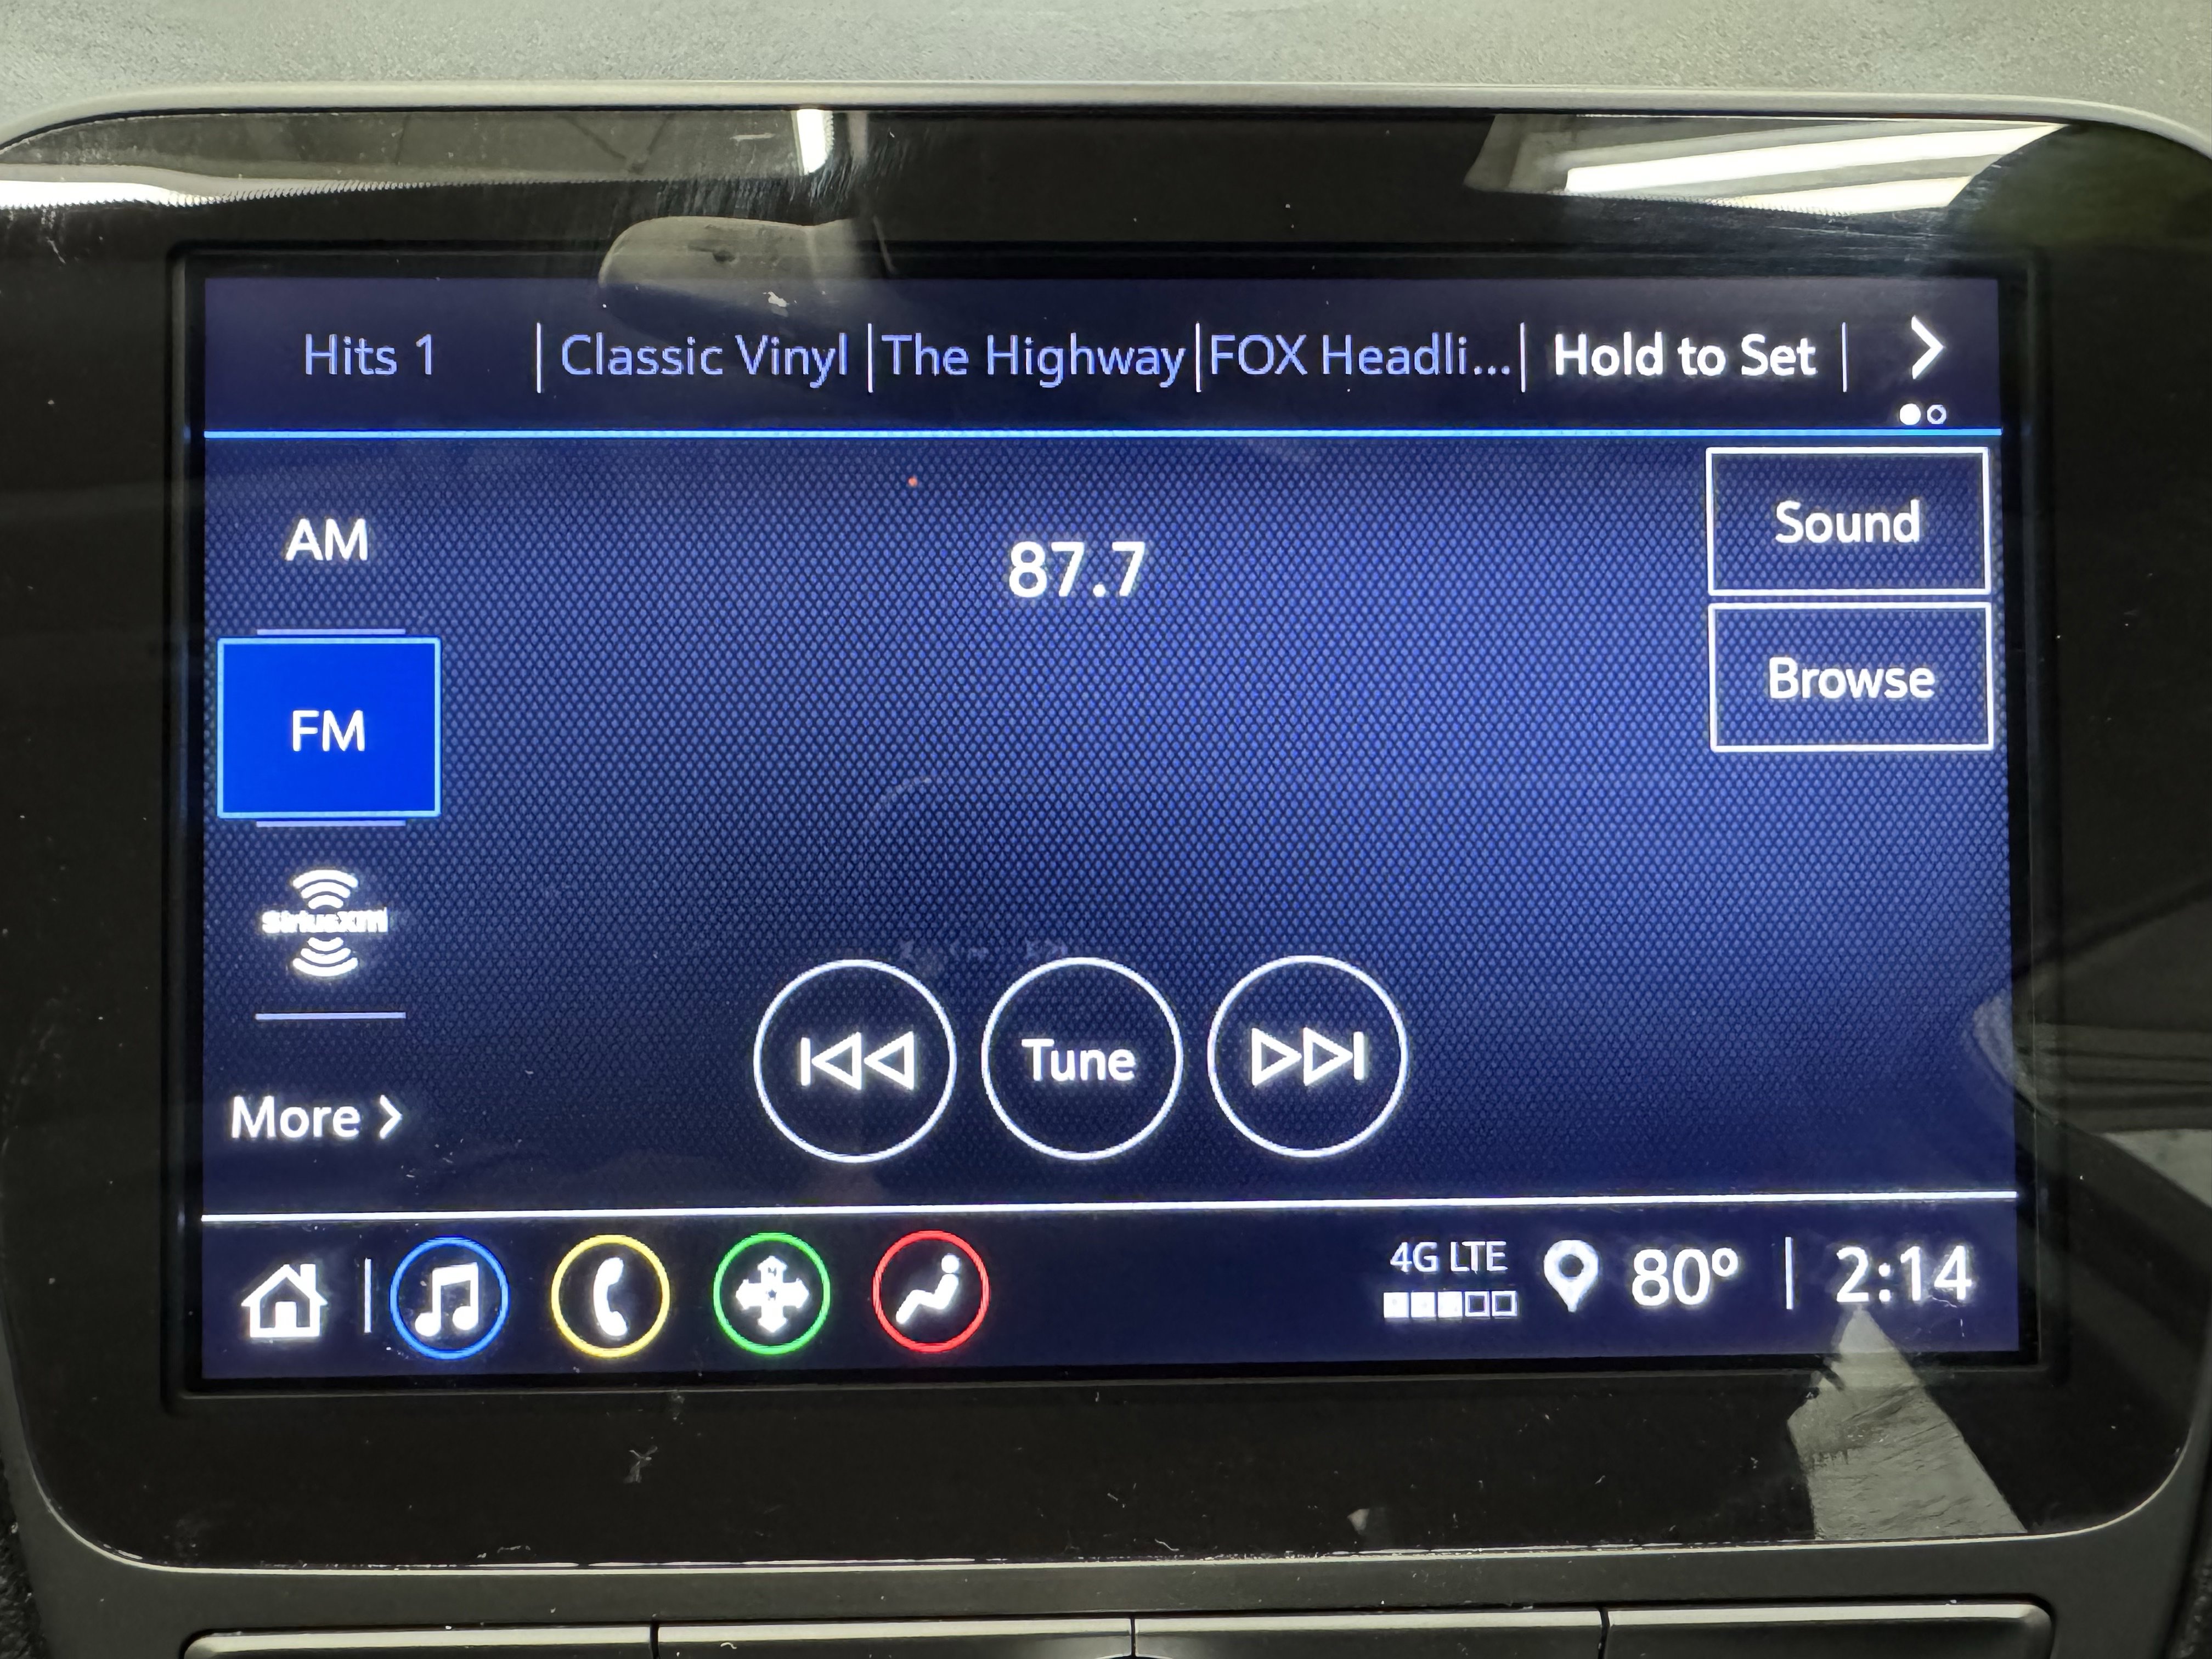 Hits 1 Classic Vinyl The Highway FOX Headli... Hold to Set
AM
87.7
Sound
FM
Browse
SiriusXM
Tune
More
4G LTE
80° 2:14